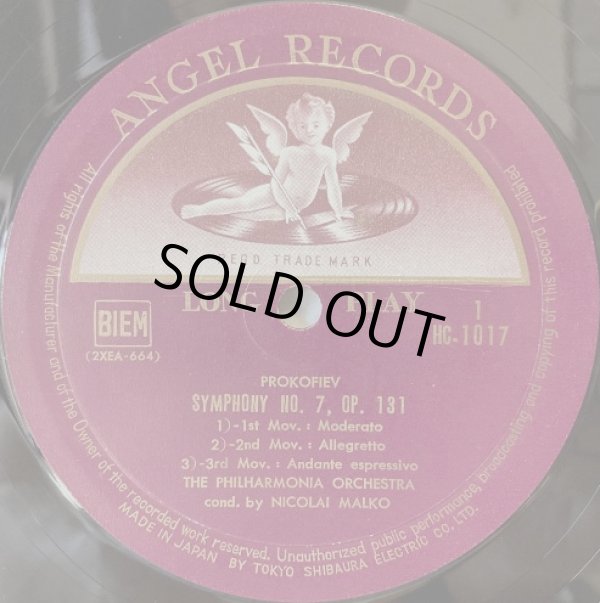 ANGEL RECORDS
REGD. TRADE MARK
LONG PLAY
SOLD OUT
BIEM
(2XEA-664)
1
HC-1017
PROKOFIEV
SYMPHONY NO. 7, OP. 131
1)-1st Mov.: Moderato
2)-2nd Mov.: Allegretto
3)-3rd Mov.: Andante espressivo
THE PHILHARMONIA ORCHESTRA
cond. by NICOLAI MALKO
All rights of the Manufacturer and of the Owner of the recorded work reserved. Unauthorized public performance, broadcasting and copying of this record prohibited
MADE IN JAPAN BY TOKYO SHIBAURA ELECTRIC CO., LTD.